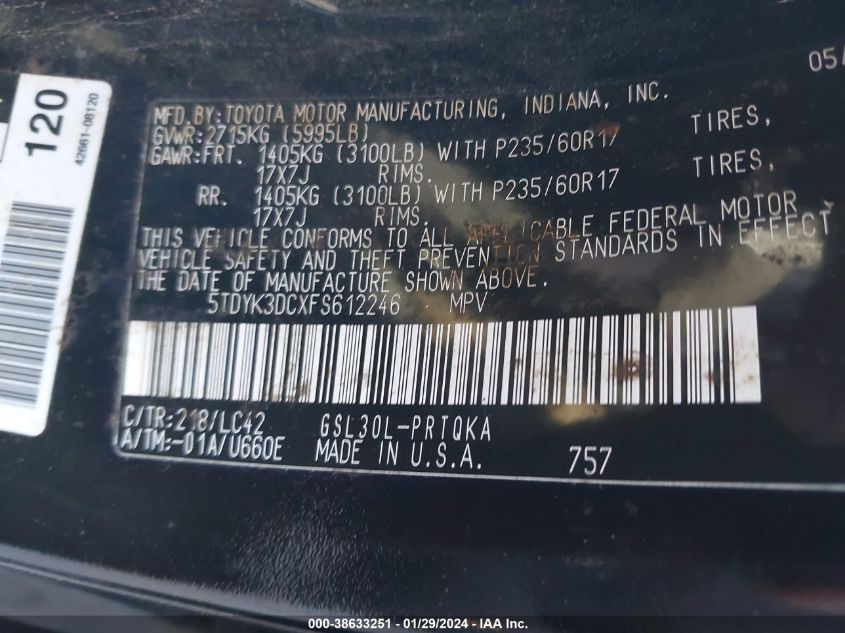 05/
120
42661-08120
MFD.BY:TOYOTA MOTOR MANUFACTURING, INDIANA, INC.
GVWR:2715KG (5995LB)
GAWR:FRT. 1405KG (3100LB) WITH P235/60R17 TIRES,
17X7J RIMS.
RR. 1405KG (3100LB) WITH P235/60R17 TIRES,
17X7J RIMS.
THIS VEHICLE CONFORMS TO ALL APPLICABLE FEDERAL MOTOR
VEHICLE SAFETY AND THEFT PREVENTION STANDARDS IN EFFECT
THE DATE OF MANUFACTURE SHOWN ABOVE.
5TDYK3DCXFS612246 MPV
C/TR:218/LC42 GSL30L-PRTQKA
A/TM:-01A/U660E MADE IN U.S.A. 757
000-38633251 - 01/29/2024 - IAA Inc.